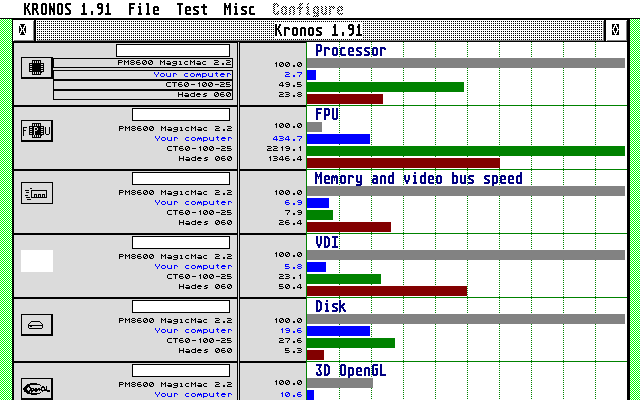 KRONOS 1.91 File Test Misc Configure
Kronos 1.91
Processor
PM8600 MagicMac 2.2 100.0
Your computer 2.7
CT60-100-25 49.5
Hades 060 23.8
FPU
FPU
PM8600 MagicMac 2.2 100.0
Your computer 434.7
CT60-100-25 2219.1
Hades 060 1346.4
Memory and video bus speed
PM8600 MagicMac 2.2 100.0
Your computer 6.9
CT60-100-25 7.9
Hades 060 26.4
VDI
PM8600 MagicMac 2.2 100.0
Your computer 5.8
CT60-100-25 23.1
Hades 060 50.4
Disk
PM8600 MagicMac 2.2 100.0
Your computer 19.6
CT60-100-25 27.6
Hades 060 5.3
3D OpenGL
PM8600 MagicMac 2.2 100.0
OpenGL
Your computer 10.6